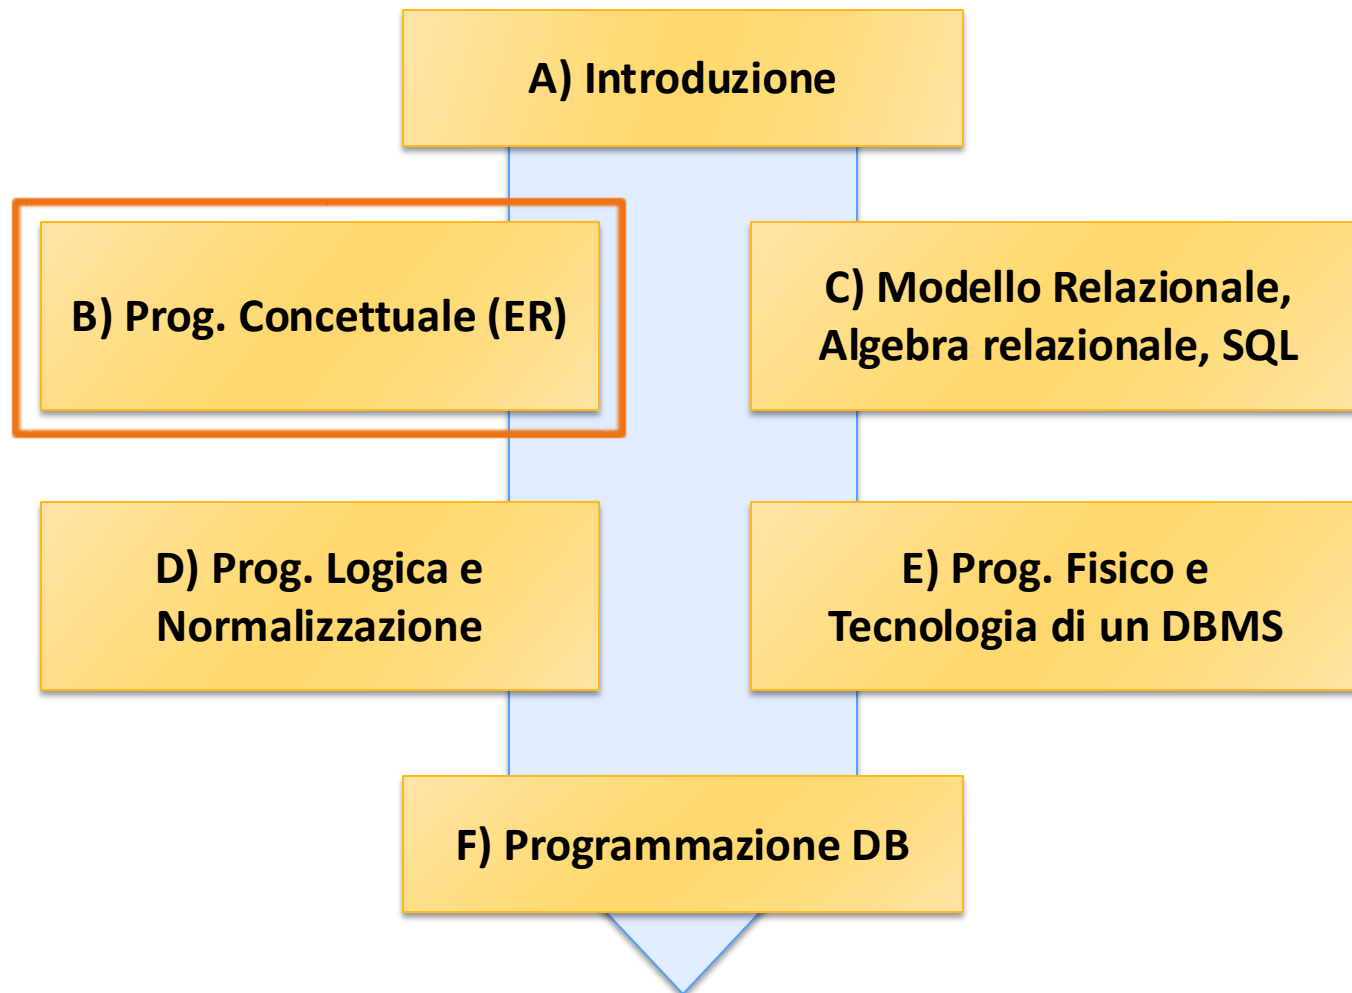 A) Introduzione
B) Prog. Concettuale (ER)
C) Modello Relazionale,
Algebra relazionale, SQL
D) Prog. Logica e
Normalizzazione
E) Prog. Fisico e
Tecnologia di un DBMS
F) Programmazione DB